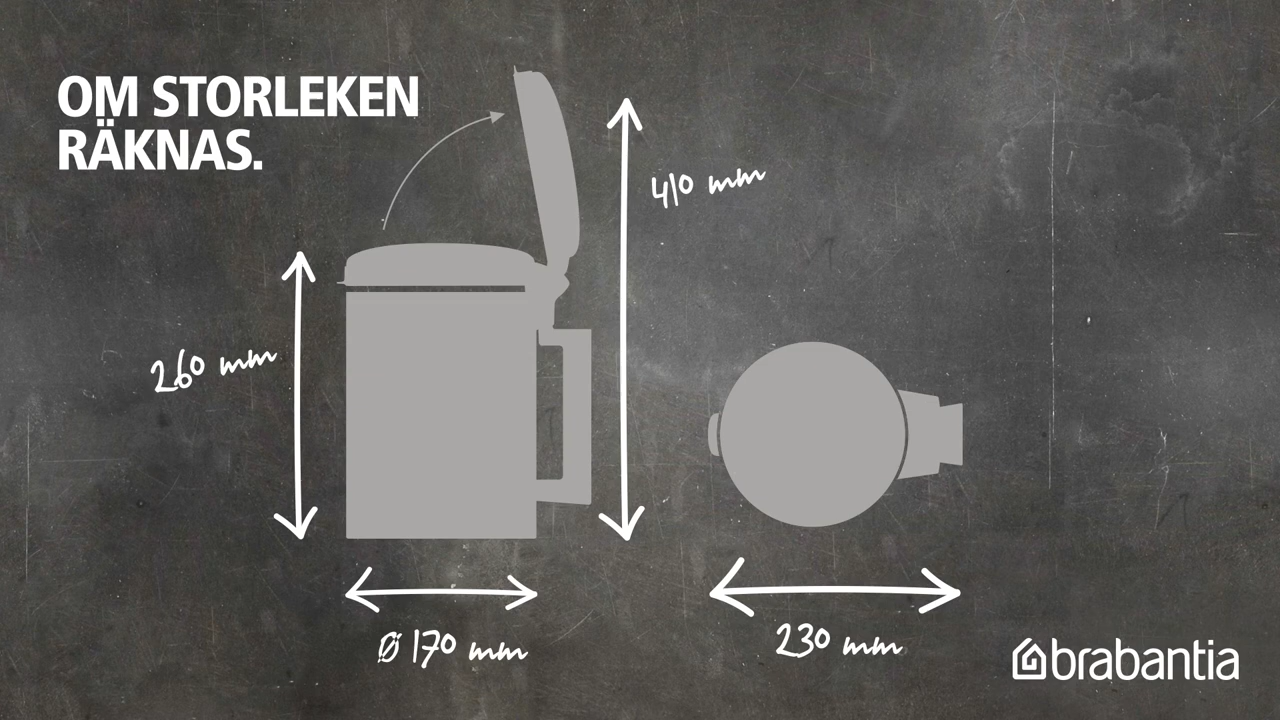 OM STORLEKEN
RÄKNAS.
410 mm
260 mm
Ø 170 mm
230 mm
brabantia